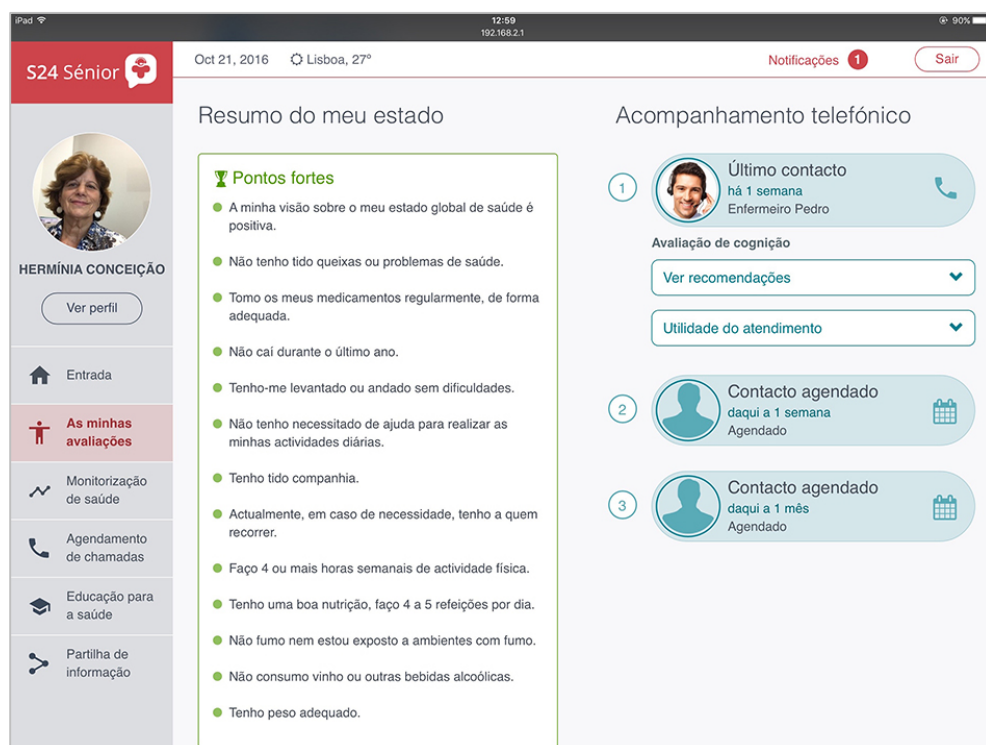 iPad
12:59
192.168.2.1
90%
S24 Sénior
Oct 21, 2016
Lisboa, 27°
Notificações 1
Sair
HERMÍNIA CONCEIÇÃO
Ver perfil
Entrada
As minhas
avaliações
Monitorização
de saúde
Agendamento
de chamadas
Educação para
a saúde
Partilha de
informação
Resumo do meu estado
Pontos fortes
A minha visão sobre o meu estado global de saúde é
positiva.
Não tenho tido queixas ou problemas de saúde.
Tomo os meus medicamentos regularmente, de forma
adequada.
Não caí durante o último ano.
Tenho-me levantado ou andado sem dificuldades.
Não tenho necessitado de ajuda para realizar as
minhas actividades diárias.
Tenho tido companhia.
Actualmente, em caso de necessidade, tenho a quem
recorrer.
Faço 4 ou mais horas semanais de actividade física.
Tenho uma boa nutrição, faço 4 a 5 refeições por dia.
Não fumo nem estou exposto a ambientes com fumo.
Não consumo vinho ou outras bebidas alcoólicas.
Tenho peso adequado.
Acompanhamento telefónico
1
Último contacto
há 1 semana
Enfermeiro Pedro
Avaliação de cognição
Ver recomendações
Utilidade do atendimento
2
Contacto agendado
daqui a 1 semana
Agendado
3
Contacto agendado
daqui a 1 mês
Agendado